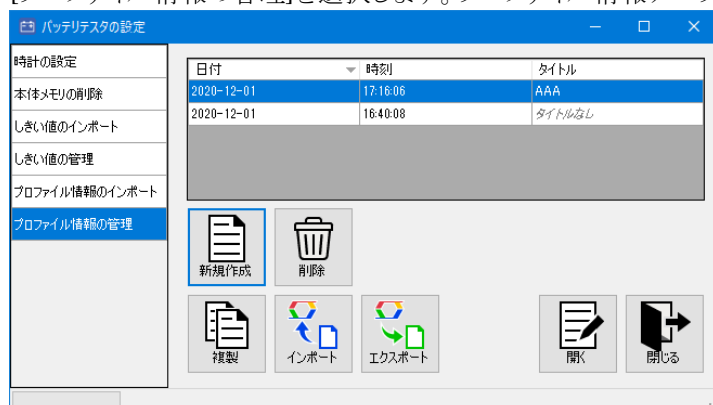 バッテリテスタの設定
時計の設定
本体メモリの削除
しきい値のインポート
しきい値の管理
プロファイル情報のインポート
プロファイル情報の管理
日付 時刻 タイトル
2020-12-01 17:16:06 AAA
2020-12-01 16:40:08 タイトルなし
新規作成 削除
複製 インポート エクスポート 開く 閉じる